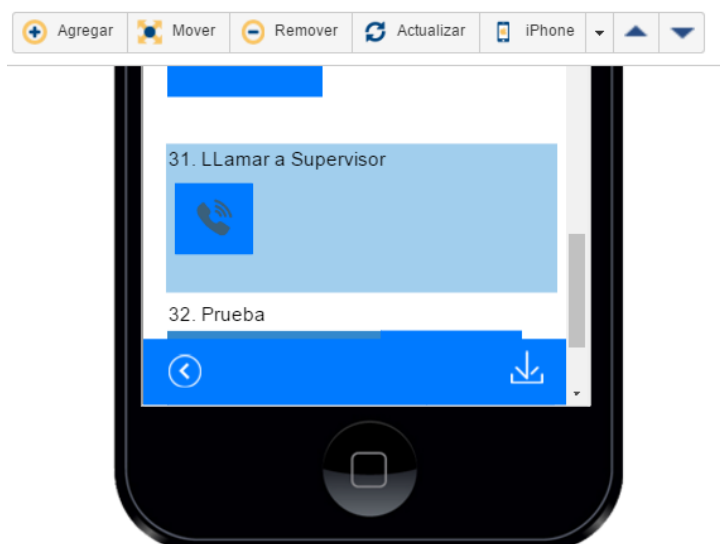 Agregar Mover Remover Actualizar iPhone
31. LLamar a Supervisor
32. Prueba